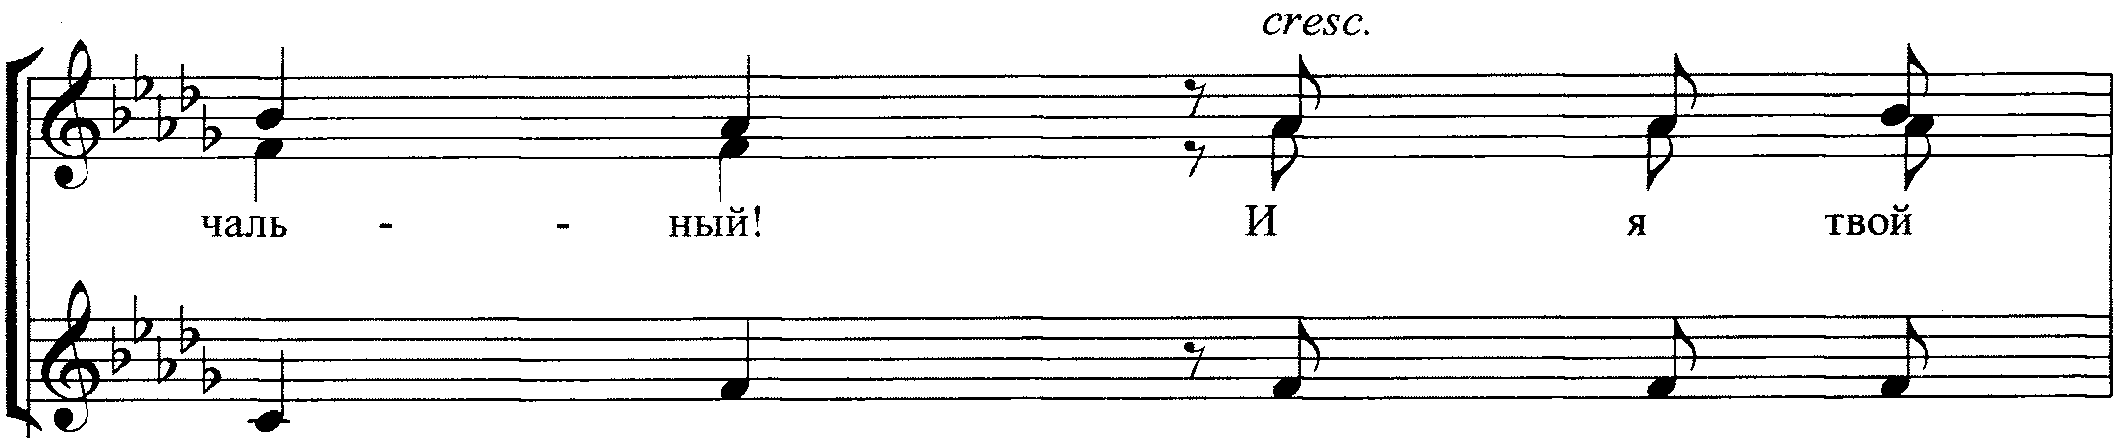 cresc.
чаль - - ный! И я твой